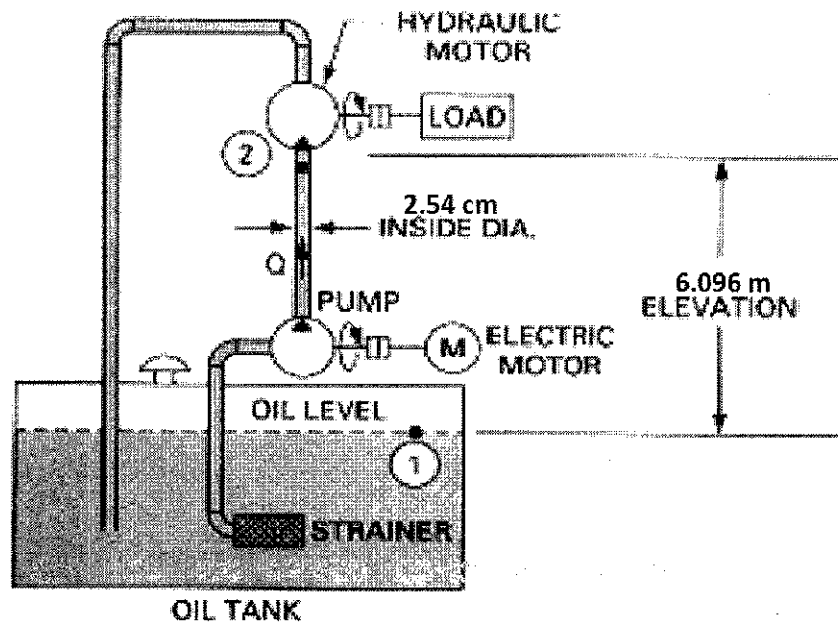 HYDRAULIC
MOTOR
LOAD
2
2.54 cm
INSIDE DIA.
Q
6.096 m
ELEVATION
PUMP
M
ELECTRIC
MOTOR
OIL LEVEL
1
STRAINER
OIL TANK